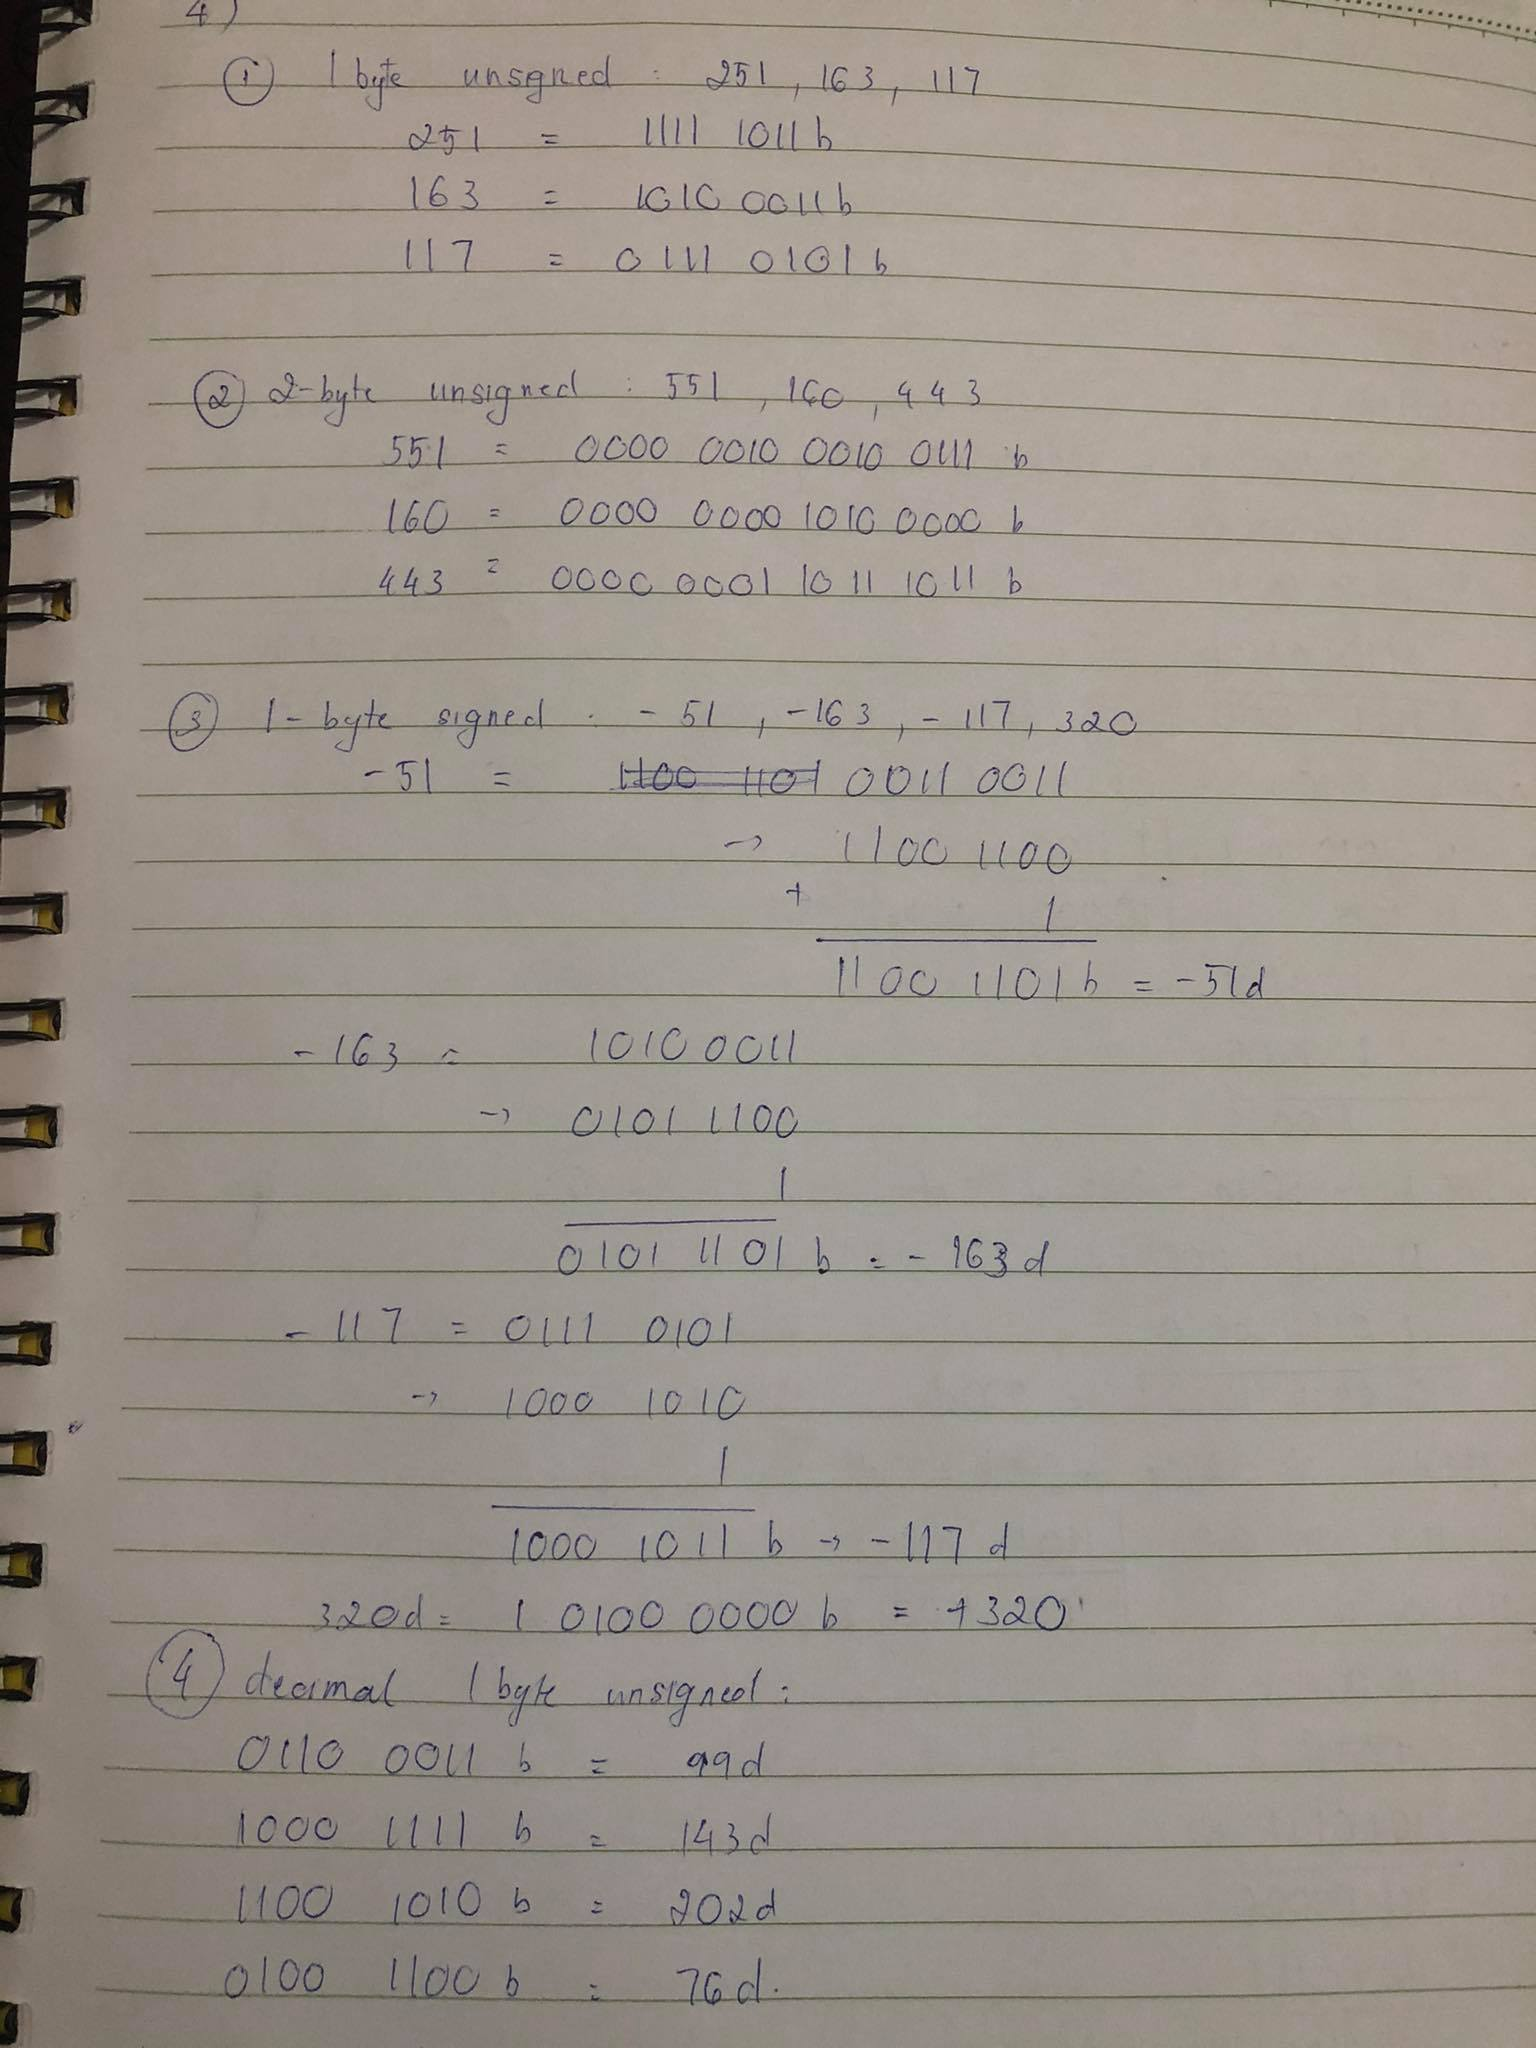 4)
① 1 byte unsgned : 251, 163, 117
251 = 1111 1011 b
163 = 1010 0011 b
117 = 0111 0101 b
② 2-byte unsigned : 551, 160, 443
551 = 0000 0010 0010 0111 b
160 = 0000 0000 1010 0000 b
443 = 0000 0001 1011 1011 b
③ 1-byte signed : -51, -163, -117, 320
-51 = 1100 1101 0011 0011
→ 1100 1100
+ 1
1100 1101 b = -51d
-163 = 1010 0011
→ 0101 1100
1
0101 1101 b = -163 d
-117 = 0111 0101
→ 1000 1010
1
1000 1011 b → -117 d
320d = 1 0100 0000 b = +320
④ decimal 1 byte unsigned :
0110 0011 b = 99d
1000 1111 b = 143d
1100 1010 b = 202d
0100 1100 b = 76d.